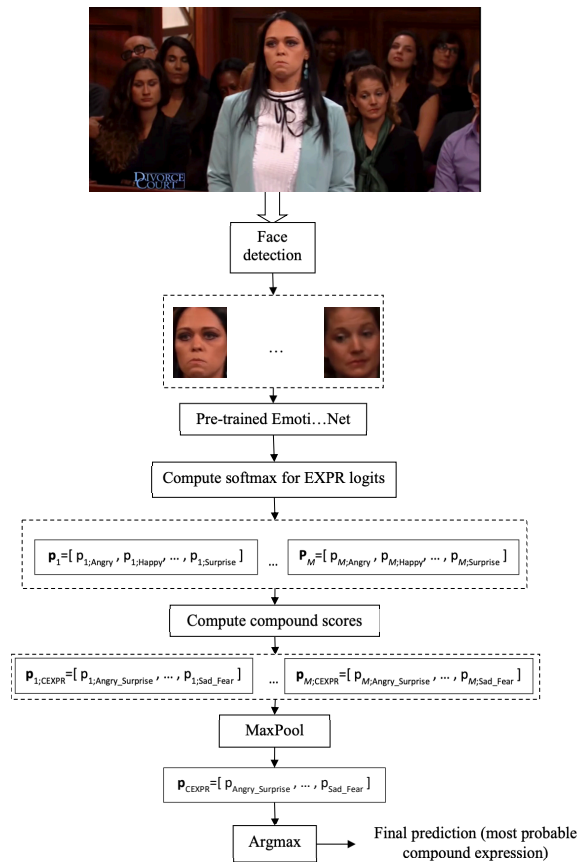 DIVORCE
COURT
Face
detection
...
Pre-trained Emoti…Net
Compute softmax for EXPR logits
p1=[ p1;Angry , p1;Happy, ... , p1;Surprise ] ... PM=[ pM;Angry , pM;Happy, ... , pM;Surprise ]
Compute compound scores
p1;CEXPR=[ p1;Angry_Surprise , ... , p1;Sad_Fear ] ... pM;CEXPR=[ pM;Angry_Surprise , ... , pM;Sad_Fear ]
MaxPool
pCEXPR=[ pAngry_Surprise , ... , pSad_Fear ]
Argmax
Final prediction (most probable
compound expression)